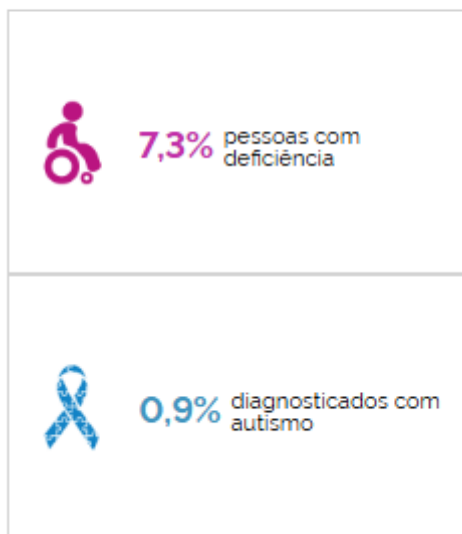 7,3% pessoas com
deficiência
0,9% diagnosticados com
autismo